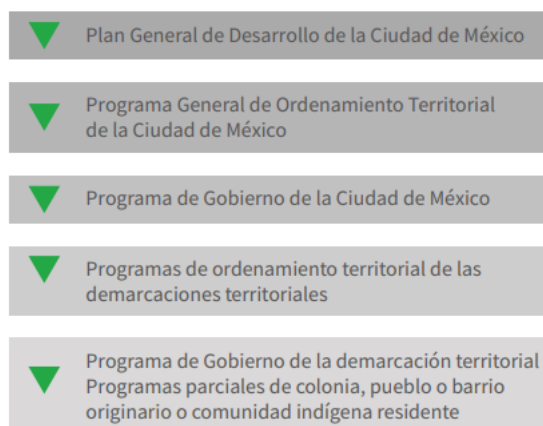 Plan General de Desarrollo de la Ciudad de México
Programa General de Ordenamiento Territorial
de la Ciudad de México
Programa de Gobierno de la Ciudad de México
Programas de ordenamiento territorial de las
demarcaciones territoriales
Programa de Gobierno de la demarcación territorial
Programas parciales de colonia, pueblo o barrio
originario o comunidad indígena residente